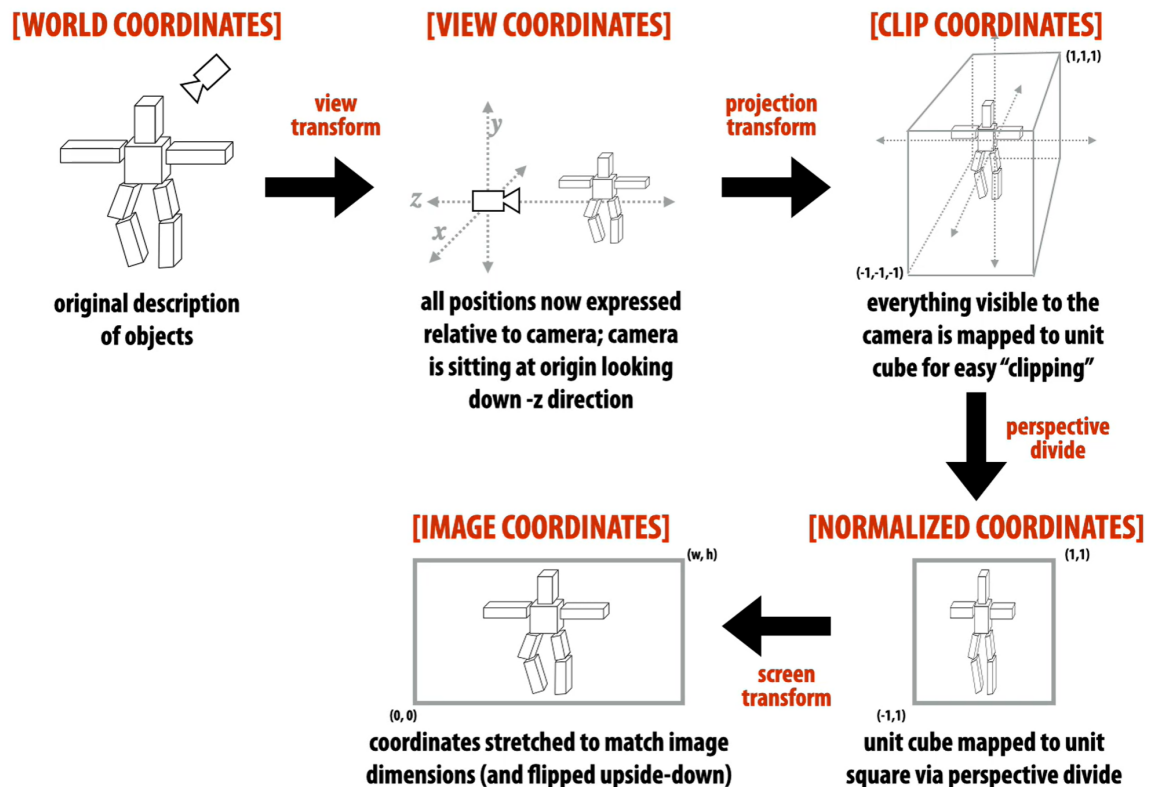 [WORLD COORDINATES]
original description
of objects
view
transform
[VIEW COORDINATES]
y
z
x
all positions now expressed
relative to camera; camera
is sitting at origin looking
down -z direction
projection
transform
[CLIP COORDINATES]
(1,1,1)
(-1,-1,-1)
everything visible to the
camera is mapped to unit
cube for easy “clipping”
perspective
divide
[NORMALIZED COORDINATES]
(1,1)
(-1,1)
unit cube mapped to unit
square via perspective divide
screen
transform
[IMAGE COORDINATES]
(w, h)
(0, 0)
coordinates stretched to match image
dimensions (and flipped upside-down)